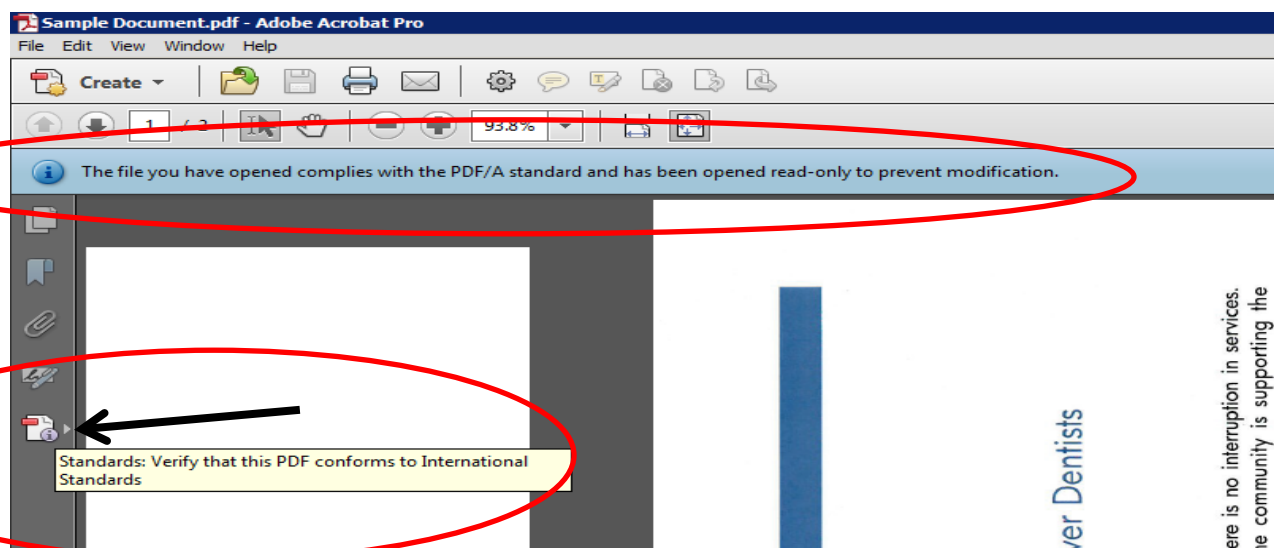 Sample Document.pdf - Adobe Acrobat Pro
File Edit View Window Help
Create
1 / 2 93.8%
The file you have opened complies with the PDF/A standard and has been opened read-only to prevent modification.
Standards: Verify that this PDF conforms to International
Standards
Dentists
ere is no interruption in services.
community is supporting the